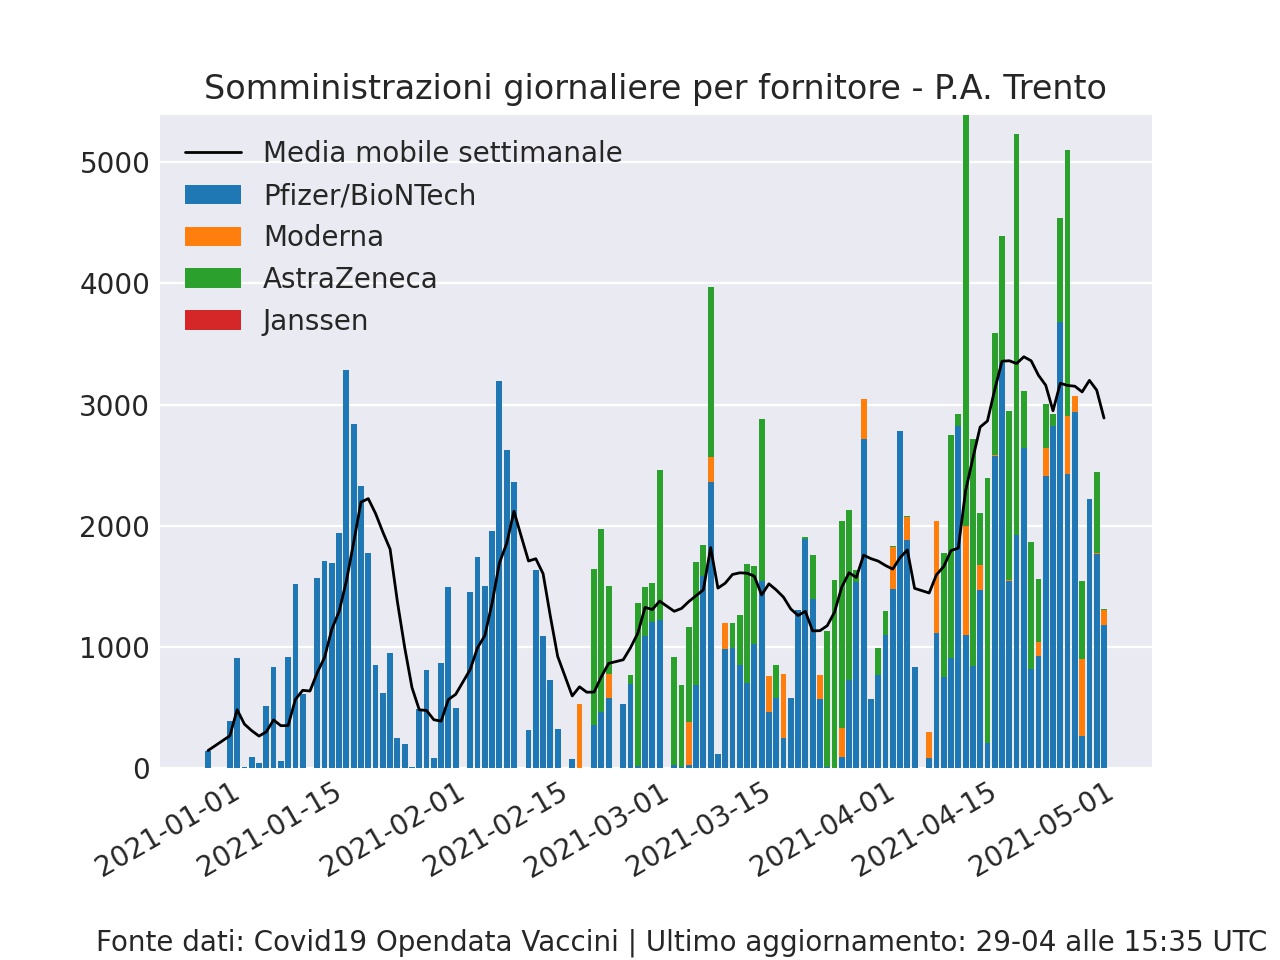 Somministrazioni giornaliere per fornitore - P.A. Trento
Media mobile settimanale
Pfizer/BioNTech
Moderna
AstraZeneca
Janssen
5000
4000
3000
2000
1000
0
2021-01-01
2021-01-15
2021-02-01
2021-02-15
2021-03-01
2021-03-15
2021-04-01
2021-04-15
2021-05-01
Fonte dati: Covid19 Opendata Vaccini | Ultimo aggiornamento: 29-04 alle 15:35 UTC